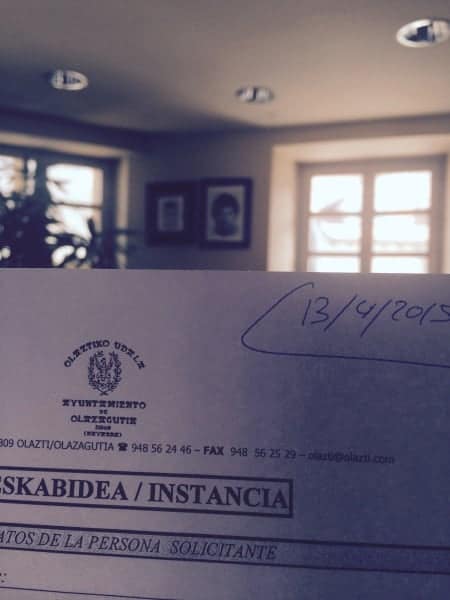 13/4/2015
OLAZTIKO UDALA
AYUNTAMIENTO
DE
OLAZAGUTIA
(NAVARRA)
809 OLAZTI/OLAZAGUTIA ☎ 948 56 24 46 – FAX 948 56 25 29 – olazti@olazti.com
ESKABIDEA / INSTANCIA
ATOS DE LA PERSONA SOLICITANTE